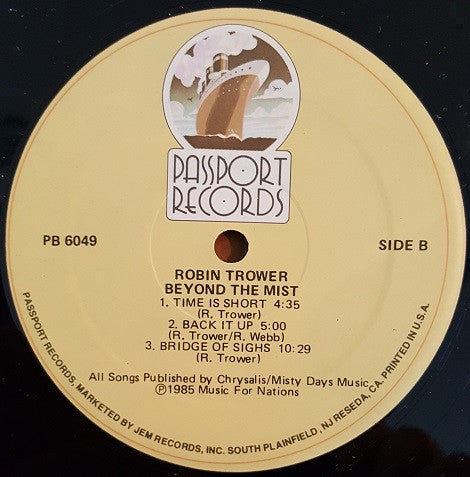 PASSPORT
RECORDS
PB 6049
SIDE B
ROBIN TROWER
BEYOND THE MIST
1. TIME IS SHORT 4:35
(R. Trower)
2. BACK IT UP 5:00
(R. Trower/R. Webb)
3. BRIDGE OF SIGHS 10:29
(R. Trower)
All Songs Published by Chrysalis/Misty Days Music
Ⓟ1985 Music For Nations
PASSPORT RECORDS, MARKETED BY JEM RECORDS, INC. SOUTH PLAINFIELD, NJ RESEDA, CA. PRINTED IN U.S.A.